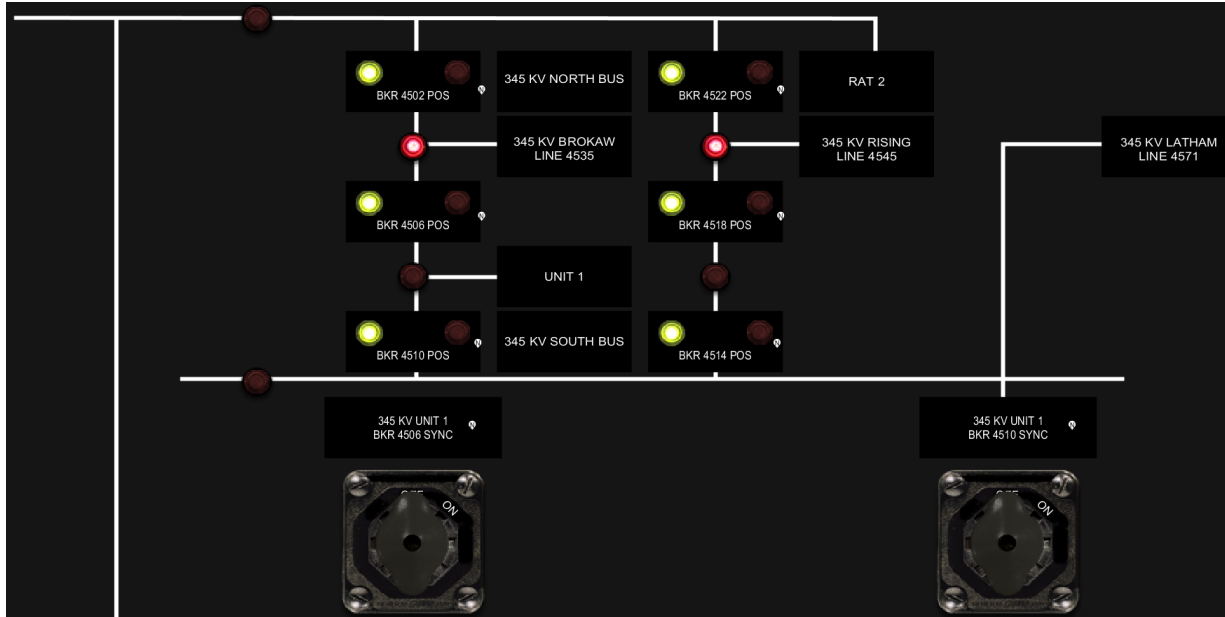 345 KV NORTH BUS
BKR 4502 POS
N
BKR 4522 POS
N
RAT 2
345 KV BROKAW
LINE 4535
345 KV RISING
LINE 4545
345 KV LATHAM
LINE 4571
BKR 4506 POS
N
BKR 4518 POS
N
UNIT 1
BKR 4510 POS
N
345 KV SOUTH BUS
BKR 4514 POS
N
345 KV UNIT 1
BKR 4506 SYNC
N
345 KV UNIT 1
BKR 4510 SYNC
N
ON
ON